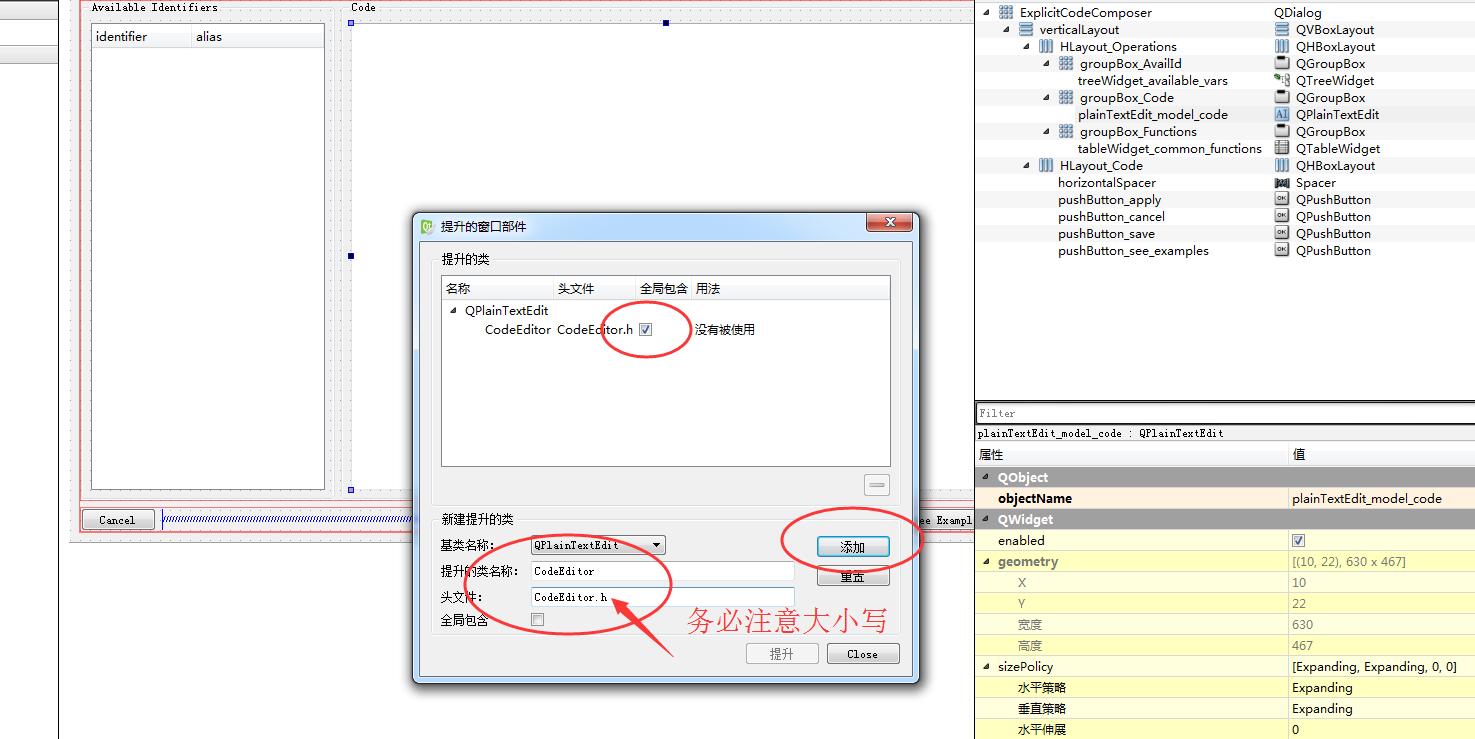 Available Identifiers
Code
identifier alias
Cancel
ee Exampl
提升的窗口部件
提升的类
名称 头文件 全局包含 用法
QPlainTextEdit
CodeEditor CodeEditor.h 没有被使用
新建提升的类
基类名称: QPlainTextEdit
添加
提升的类名称: CodeEditor
重置
头文件: CodeEditor.h
全局包含
务必注意大小写
提升 Close
ExplicitCodeComposer QDialog
verticalLayout QVBoxLayout
HLayout_Operations QHBoxLayout
groupBox_AvailId QGroupBox
treeWidget_available_vars QTreeWidget
groupBox_Code QGroupBox
plainTextEdit_model_code AI QPlainTextEdit
groupBox_Functions QGroupBox
tableWidget_common_functions QTableWidget
HLayout_Code QHBoxLayout
horizontalSpacer Spacer
pushButton_apply OK QPushButton
pushButton_cancel OK QPushButton
pushButton_save OK QPushButton
pushButton_see_examples OK QPushButton
Filter
plainTextEdit_model_code : QPlainTextEdit
属性 值
QObject
objectName plainTextEdit_model_code
QWidget
enabled
geometry [(10, 22), 630 x 467]
X 10
Y 22
宽度 630
高度 467
sizePolicy [Expanding, Expanding, 0, 0]
水平策略 Expanding
垂直策略 Expanding
水平伸展 0